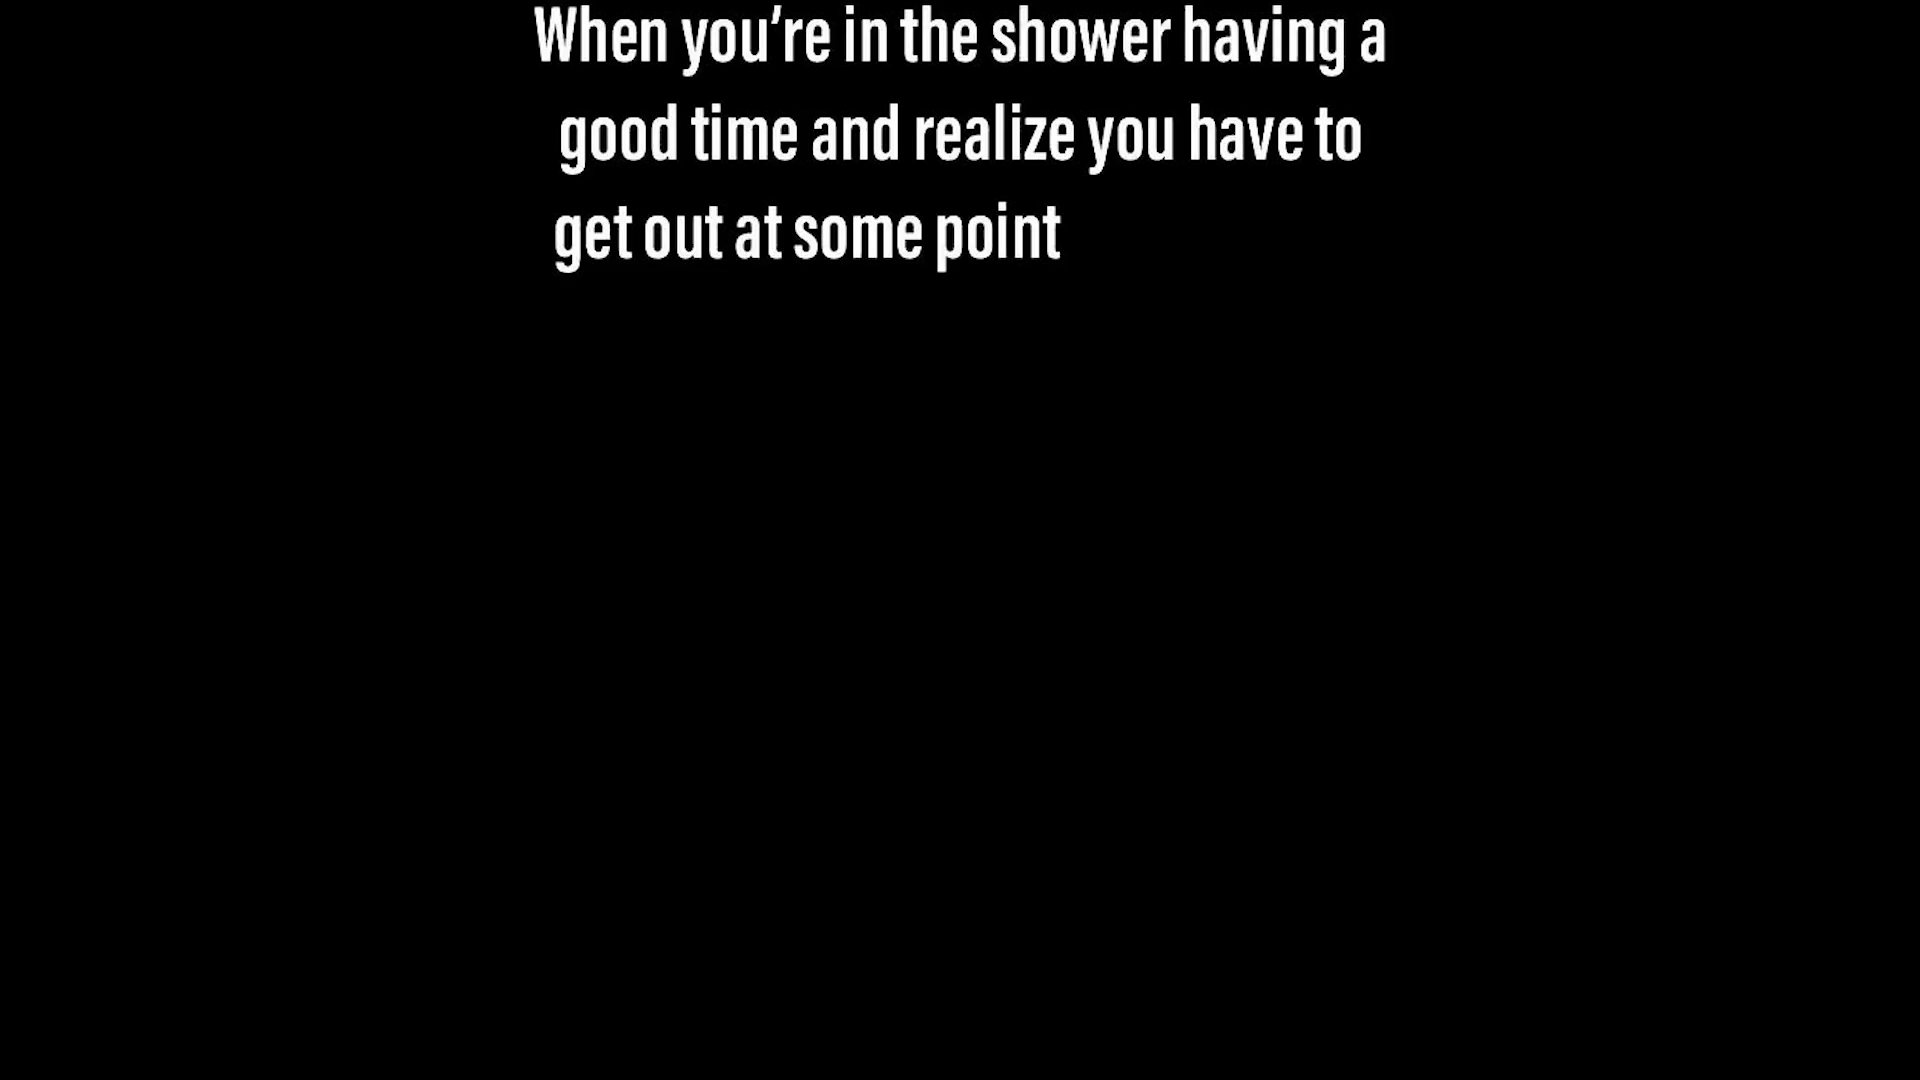 When you’re in the shower having a
good time and realize you have to
get out at some point